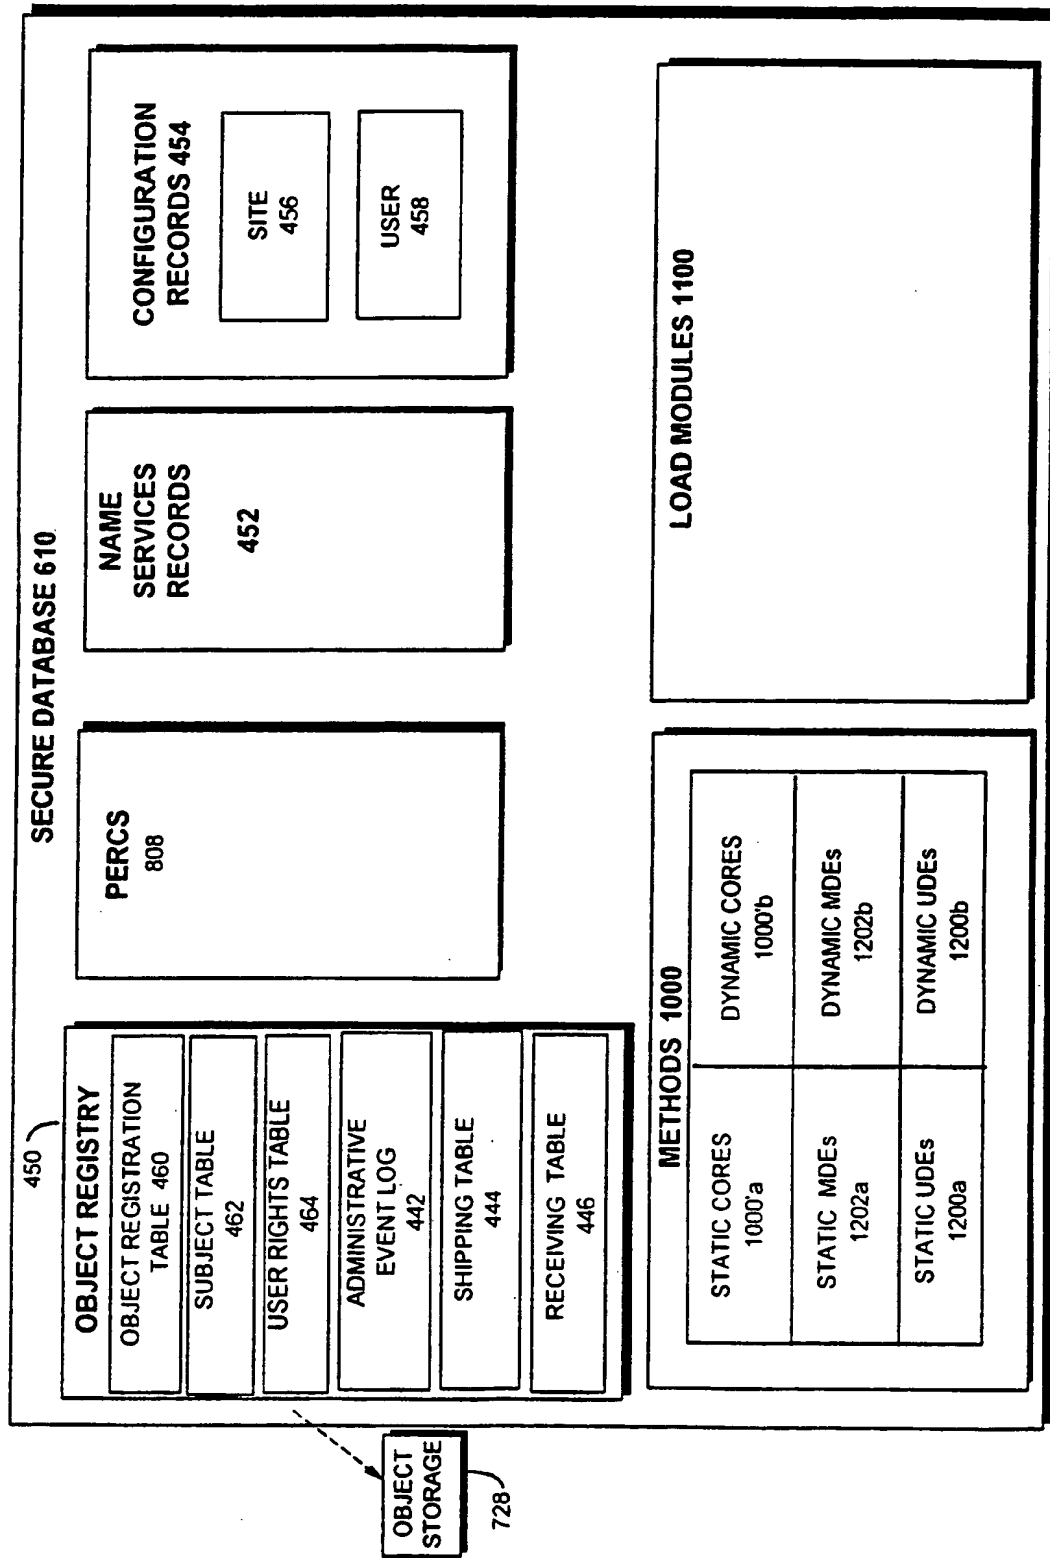 SECURE DATABASE 610
450
OBJECT REGISTRY
OBJECT REGISTRATION
TABLE 460
SUBJECT TABLE
462
USER RIGHTS TABLE
464
ADMINISTRATIVE
EVENT LOG
442
SHIPPING TABLE
444
RECEIVING TABLE
446
PERCS
808
NAME
SERVICES
RECORDS
452
CONFIGURATION
RECORDS 454
SITE
456
USER
458
OBJECT
STORAGE
728
METHODS 1000
STATIC CORES
1000'a
DYNAMIC CORES
1000'b
STATIC MDEs
1202a
DYNAMIC MDEs
1202b
STATIC UDEs
1200a
DYNAMIC UDEs
1200b
LOAD MODULES 1100